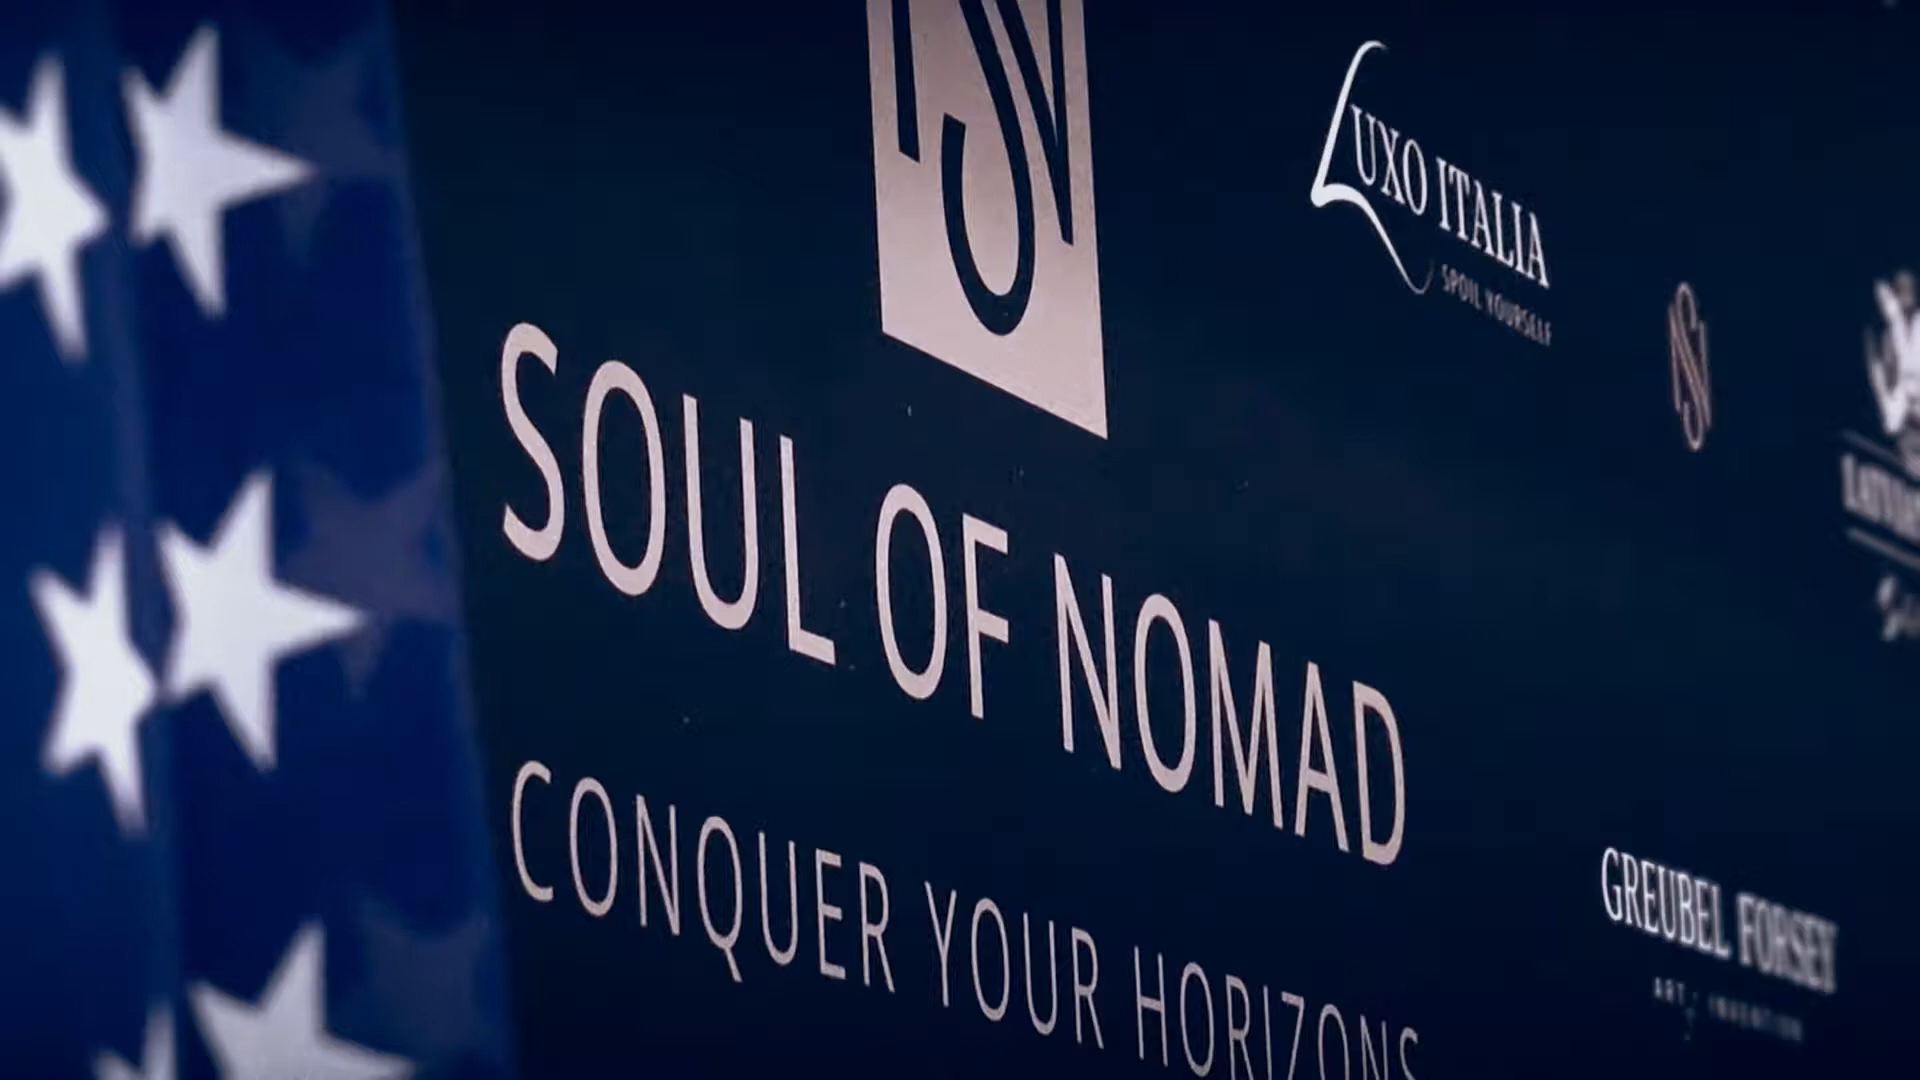 SOUL OF NOMAD
CONQUER YOUR HORIZONS
LUXO ITALIA
SPOIL YOURSELF
GREUBEL FORSEY
ART INVENTION